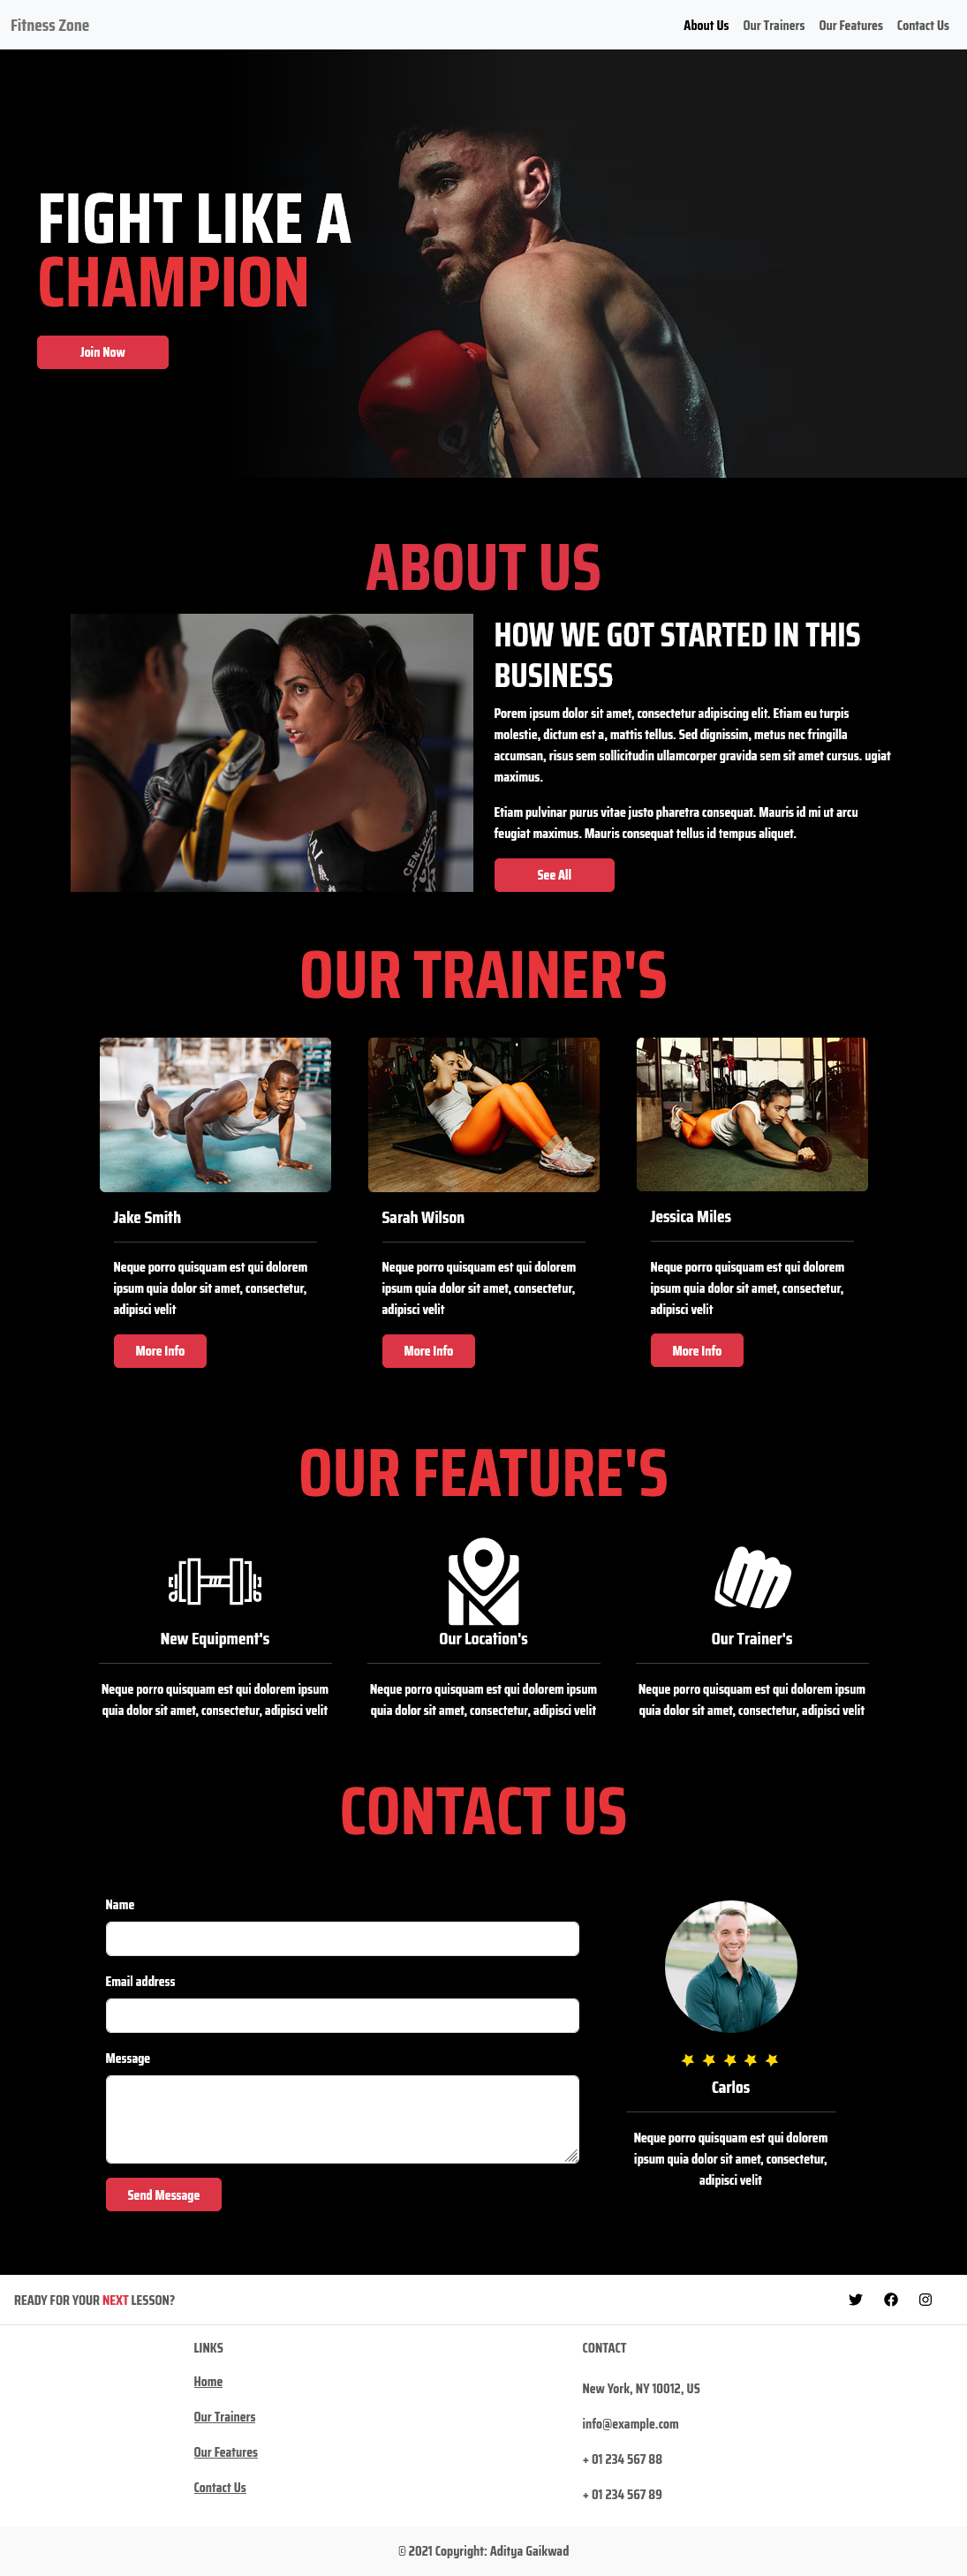 Fitness Zone
About Us Our Trainers Our Features Contact Us
FIGHT LIKE A
CHAMPION
Join Now
ABOUT US
HOW WE GOT STARTED IN THIS
BUSINESS
Porem ipsum dolor sit amet, consectetur adipiscing elit. Etiam eu turpis
molestie, dictum est a, mattis tellus. Sed dignissim, metus nec fringilla
accumsan, risus sem sollicitudin ullamcorper gravida sem sit amet cursus. ugiat
maximus.
Etiam pulvinar purus vitae justo pharetra consequat. Mauris id mi ut arcu
feugiat maximus. Mauris consequat tellus id tempus aliquet.
See All
OUR TRAINER'S
Jake Smith
Neque porro quisquam est qui dolorem
ipsum quia dolor sit amet, consectetur,
adipisci velit
More Info
Sarah Wilson
Neque porro quisquam est qui dolorem
ipsum quia dolor sit amet, consectetur,
adipisci velit
More Info
Jessica Miles
Neque porro quisquam est qui dolorem
ipsum quia dolor sit amet, consectetur,
adipisci velit
More Info
OUR FEATURE'S
New Equipment's
Neque porro quisquam est qui dolorem ipsum
quia dolor sit amet, consectetur, adipisci velit
Our Location's
Neque porro quisquam est qui dolorem ipsum
quia dolor sit amet, consectetur, adipisci velit
Our Trainer's
Neque porro quisquam est qui dolorem ipsum
quia dolor sit amet, consectetur, adipisci velit
CONTACT US
Name
Email address
Message
Send Message
Carlos
Neque porro quisquam est qui dolorem
ipsum quia dolor sit amet, consectetur,
adipisci velit
READY FOR YOUR NEXT LESSON?
LINKS
Home
Our Trainers
Our Features
Contact Us
CONTACT
New York, NY 10012, US
info@example.com
+ 01 234 567 88
+ 01 234 567 89
© 2021 Copyright: Aditya Gaikwad